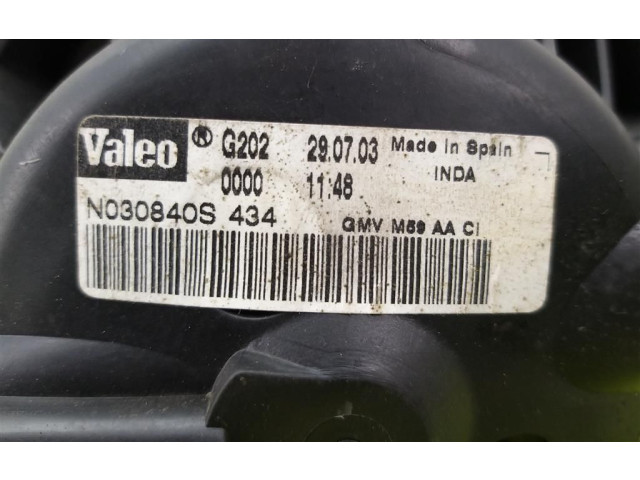 Valeo ® G202 29.07.03 Made In Spain
0000 11:48 INDA
N030840S 434 GMV M59 AA CI